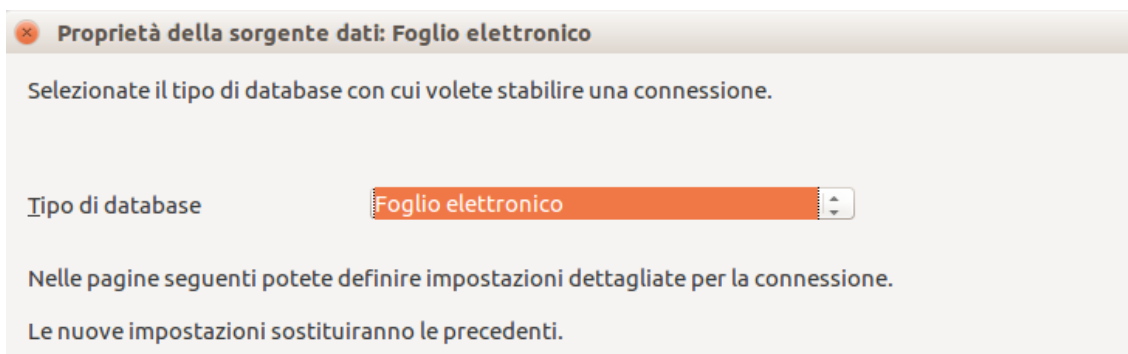 Proprietà della sorgente dati: Foglio elettronico
Selezionate il tipo di database con cui volete stabilire una connessione.
Tipo di database
Foglio elettronico
Nelle pagine seguenti potete definire impostazioni dettagliate per la connessione.
Le nuove impostazioni sostituiranno le precedenti.